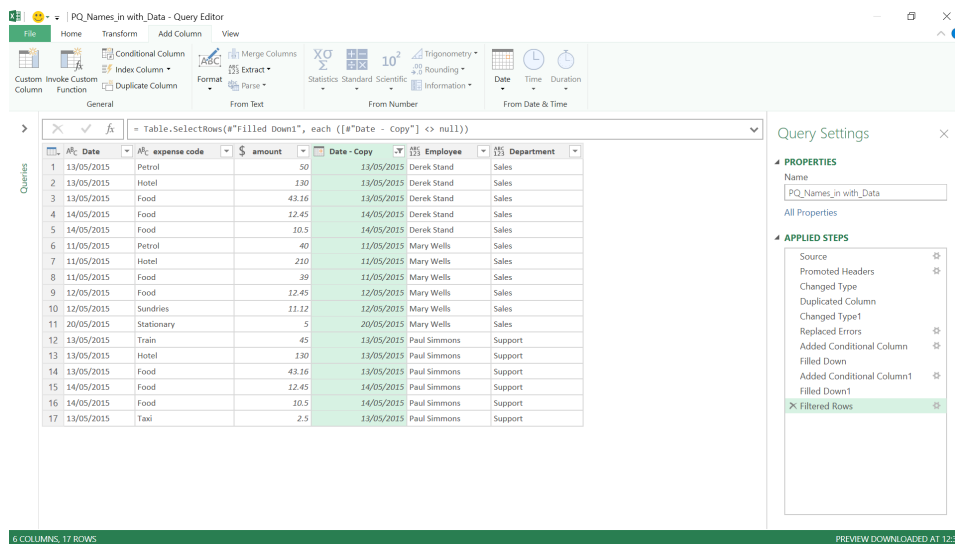 PQ_Names_in with_Data - Query Editor
File Home Transform Add Column View
Custom Column
Invoke Custom Function
Conditional Column
Index Column
Duplicate Column
General
Format
Merge Columns
Extract
Parse
From Text
Statistics Standard Scientific
Trigonometry
Rounding
Information
From Number
Date Time Duration
From Date & Time
= Table.SelectRows(#"Filled Down1", each ([#"Date - Copy"] <> null))
Queries
Date expense code amount Date - Copy Employee Department
1 13/05/2015 Petrol 50 13/05/2015 Derek Stand Sales
2 13/05/2015 Hotel 130 13/05/2015 Derek Stand Sales
3 13/05/2015 Food 43.16 13/05/2015 Derek Stand Sales
4 14/05/2015 Food 12.45 14/05/2015 Derek Stand Sales
5 14/05/2015 Food 10.5 14/05/2015 Derek Stand Sales
6 11/05/2015 Petrol 40 11/05/2015 Mary Wells Sales
7 11/05/2015 Hotel 210 11/05/2015 Mary Wells Sales
8 11/05/2015 Food 39 11/05/2015 Mary Wells Sales
9 12/05/2015 Food 12.45 12/05/2015 Mary Wells Sales
10 12/05/2015 Sundries 11.12 12/05/2015 Mary Wells Sales
11 20/05/2015 Stationary 5 20/05/2015 Mary Wells Sales
12 13/05/2015 Train 45 13/05/2015 Paul Simmons Support
13 13/05/2015 Hotel 130 13/05/2015 Paul Simmons Support
14 13/05/2015 Food 43.16 13/05/2015 Paul Simmons Support
15 14/05/2015 Food 12.45 14/05/2015 Paul Simmons Support
16 14/05/2015 Food 10.5 14/05/2015 Paul Simmons Support
17 13/05/2015 Taxi 2.5 13/05/2015 Paul Simmons Support
Query Settings
PROPERTIES
Name
PQ_Names_in with_Data
All Properties
APPLIED STEPS
Source
Promoted Headers
Changed Type
Duplicated Column
Changed Type1
Replaced Errors
Added Conditional Column
Filled Down
Added Conditional Column1
Filled Down1
Filtered Rows
6 COLUMNS, 17 ROWS
PREVIEW DOWNLOADED AT